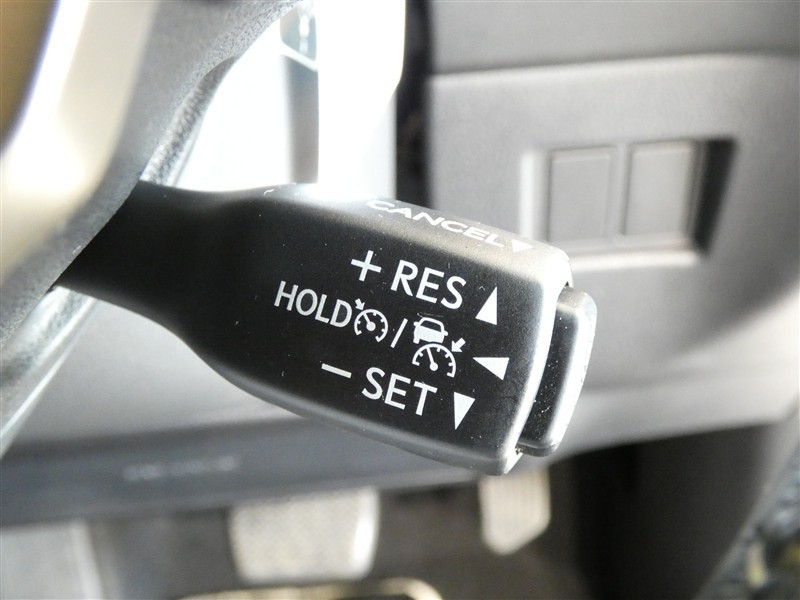 CANCEL▼
+ RES ▲
HOLD / ◀
− SET ▼